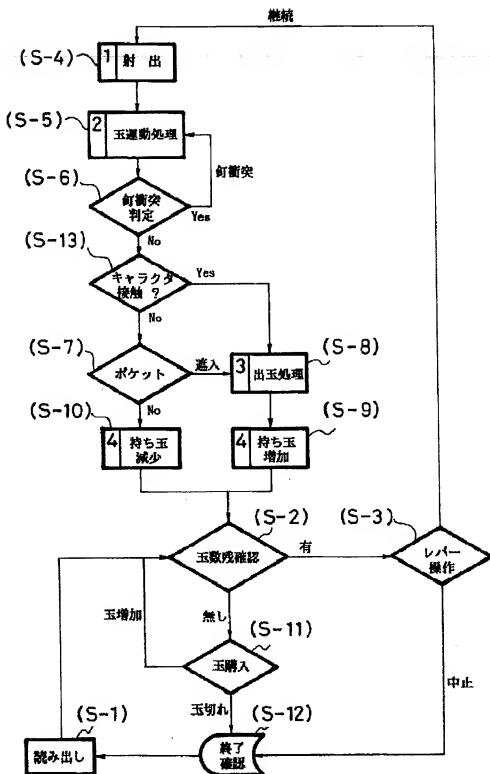 継続
(S-4)
1 射出
(S-5)
2 玉運動処理
釘衝突
(S-6)
釘衝突
判定
Yes
No
(S-13)
キャラクタ
接触 ?
Yes
No
(S-7)
ポケット
進入
(S-8)
3 出玉処理
No
(S-10)
4 持ち玉
減少
(S-9)
4 持ち玉
増加
(S-2)
玉数残確認
有
(S-3)
レバー
操作
玉増加
無し
(S-11)
玉購入
中止
玉切れ
(S-1)
読み出し
(S-12)
終了
確認